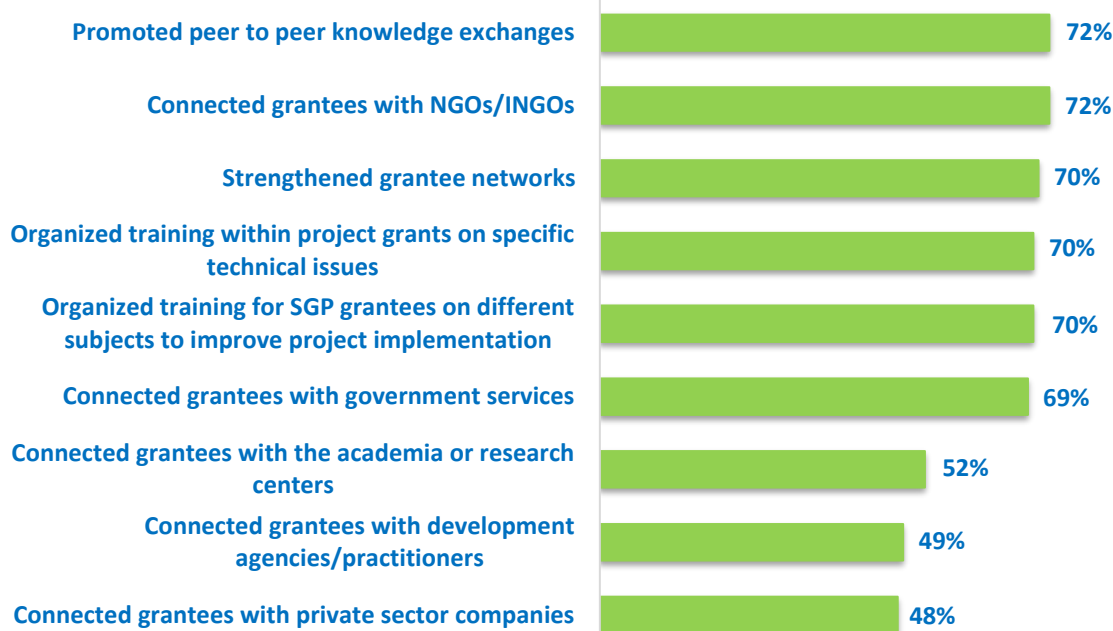 Promoted peer to peer knowledge exchanges 72%
Connected grantees with NGOs/INGOs 72%
Strengthened grantee networks 70%
Organized training within project grants on specific
technical issues 70%
Organized training for SGP grantees on different
subjects to improve project implementation 70%
Connected grantees with government services 69%
Connected grantees with the academia or research
centers 52%
Connected grantees with development
agencies/practitioners 49%
Connected grantees with private sector companies 48%